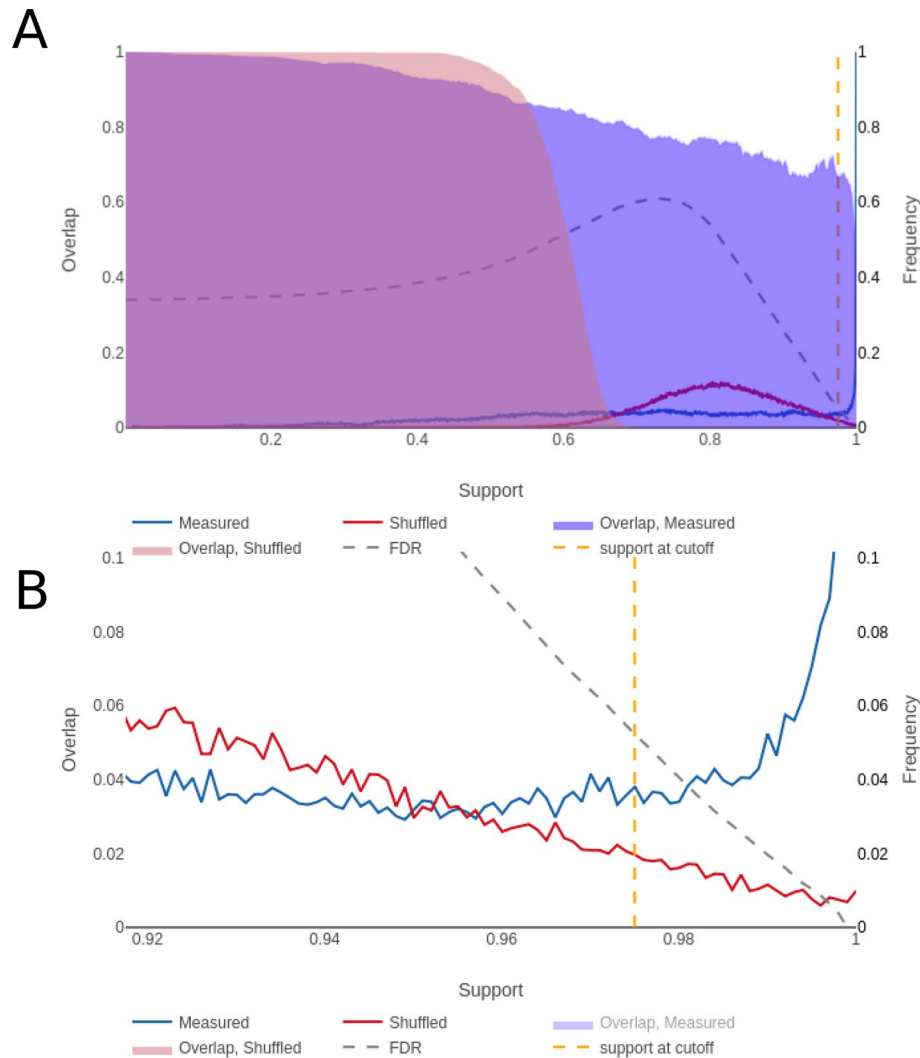 A
1 1
0.8 0.8
0.6 0.6
0.4 0.4
0.2 0.2
0 0
Overlap
Frequency
0.2 0.4 0.6 0.8 1
Support
Measured Shuffled Overlap, Measured
Overlap, Shuffled FDR support at cutoff
B
0.1 0.1
0.08 0.08
0.06 0.06
0.04 0.04
0.02 0.02
0 0
Overlap
Frequency
0.92 0.94 0.96 0.98 1
Support
Measured Shuffled Overlap, Measured
Overlap, Shuffled FDR support at cutoff